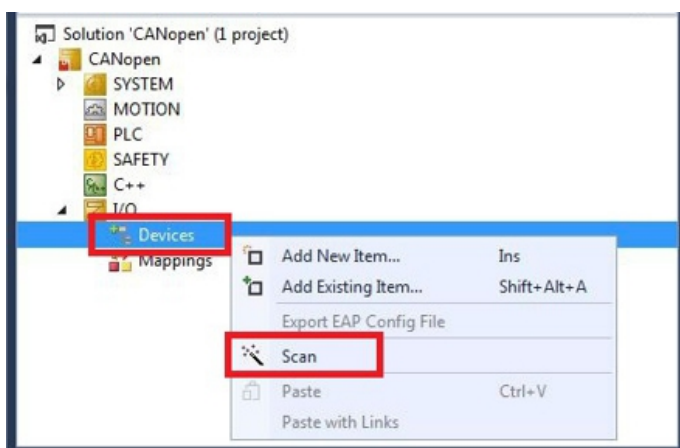 Solution 'CANopen' (1 project)
CANopen
SYSTEM
MOTION
PLC
SAFETY
C++
I/O
Devices
Mappings
Add New Item... Ins
Add Existing Item... Shift+Alt+A
Export EAP Config File
Scan
Paste Ctrl+V
Paste with Links